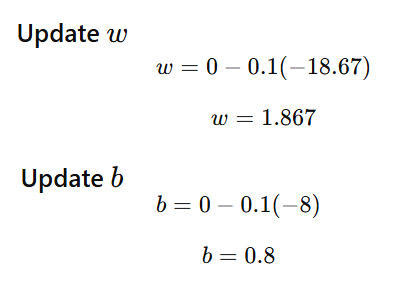 Update w
w = 0 − 0.1(−18.67)
w = 1.867
Update b
b = 0 − 0.1(−8)
b = 0.8